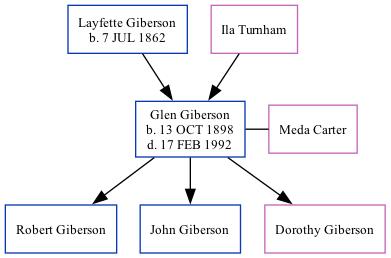 Layfette Giberson
b. 7 JUL 1862
Ila Turnham
Glen Giberson
b. 13 OCT 1898
d. 17 FEB 1992
Meda Carter
Robert Giberson
John Giberson
Dorothy Giberson